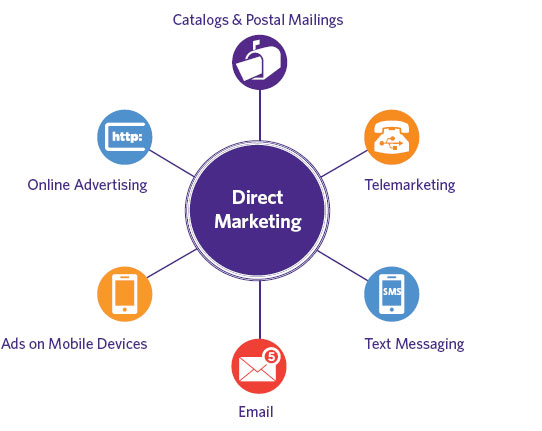 Catalogs & Postal Mailings
http:
Online Advertising
Telemarketing
Direct
Marketing
Ads on Mobile Devices
SMS
Text Messaging
5
Email